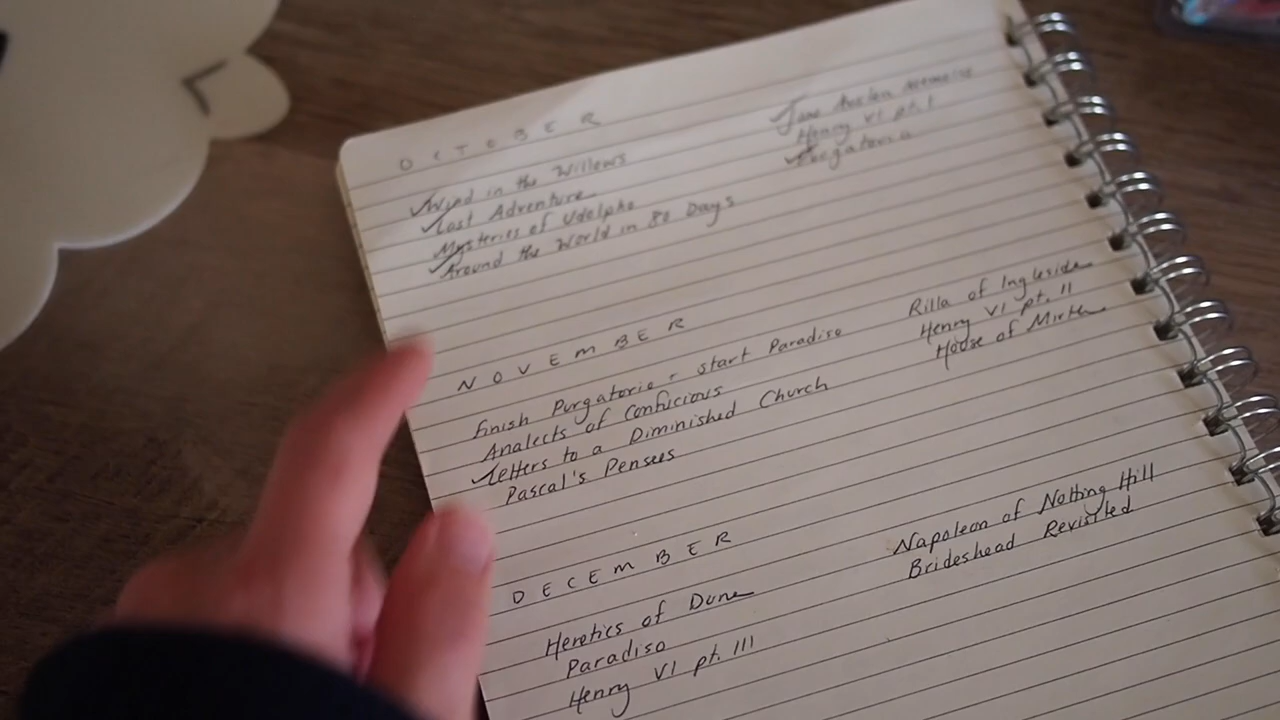 OCTOBER
Wind in the Willows
Last Adventure
Mysteries of Udolpho
Around the World in 80 Days
Jane Austen
Henry VI pt. I
Purgatorio
NOVEMBER
Finish Purgatorio - start Paradiso
Analects of Confucious
Letters to a Diminished Church
Pascal's Pensees
Rilla of Ingleside
Henry VI pt. II
House of Mirth
DECEMBER
Heretics of Dune
Paradiso
Henry VI pt. III
Napoleon of Notting Hill
Brideshead Revisited